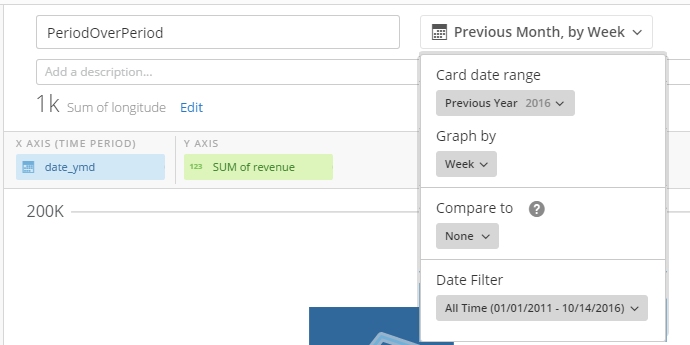 PeriodOverPeriod
Previous Month, by Week
Add a description...
1k Sum of longitude Edit
X AXIS (TIME PERIOD)
date_ymd
Y AXIS
123 SUM of revenue
200K
Card date range
Previous Year 2016
Graph by
Week
Compare to ?
None
Date Filter
All Time (01/01/2011 - 10/14/2016)